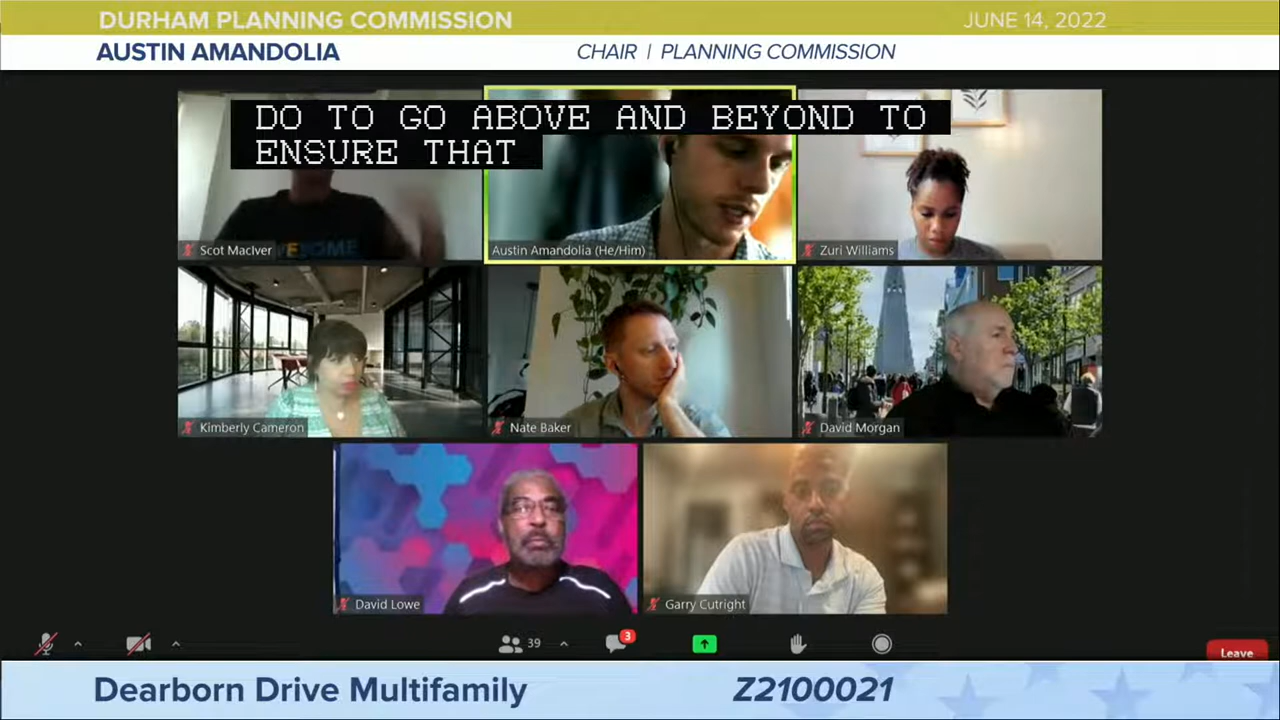 DURHAM PLANNING COMMISSION
JUNE 14, 2022
AUSTIN AMANDOLIA
CHAIR | PLANNING COMMISSION
DO TO GO ABOVE AND BEYOND TO
ENSURE THAT
Scot MacIver
Austin Amandolia (He/Him)
Zuri Williams
Kimberly Cameron
Nate Baker
David Morgan
David Lowe
Garry Cutright
39
3
Leave
Dearborn Drive Multifamily
Z2100021